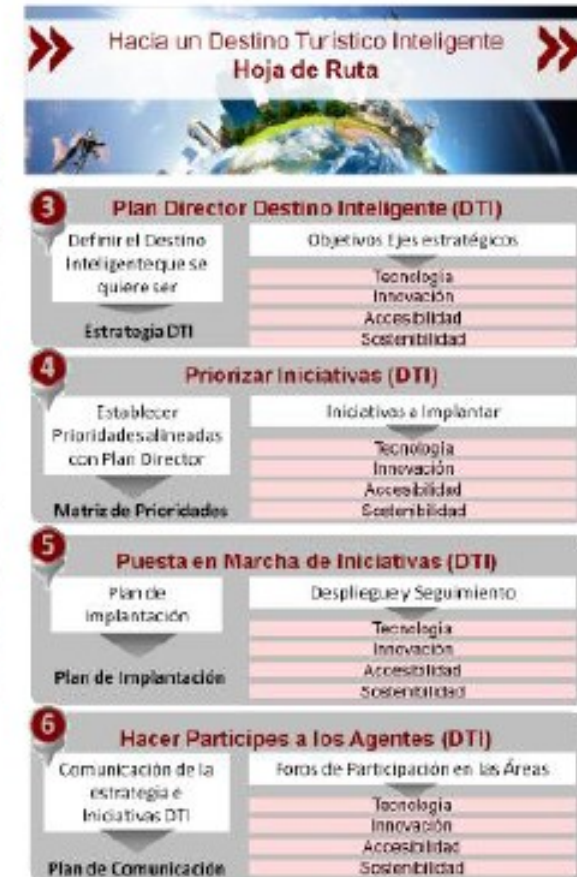 Hacia un Destino Turístico Inteligente
Hoja de Ruta
3
Plan Director Destino Inteligente (DTI)
Definir el Destino
Inteligente que se
quiere ser
Estrategia DTI
Objetivos Ejes estratégicos
Tecnología
Innovación
Accesibilidad
Sostenibilidad
4
Priorizar Iniciativas (DTI)
Establecer
Prioridades alineadas
con Plan Director
Matriz de Prioridades
Iniciativas a Implantar
Tecnología
Innovación
Accesibilidad
Sostenibilidad
5
Puesta en Marcha de Iniciativas (DTI)
Plan de
Implantación
Plan de Implantación
Despliegue y Seguimiento
Tecnología
Innovación
Accesibilidad
Sostenibilidad
6
Hacer Participes a los Agentes (DTI)
Comunicación de la
estrategia e
Iniciativas DTI
Plan de Comunicación
Foros de Participación en las Áreas
Tecnología
Innovación
Accesibilidad
Sostenibilidad